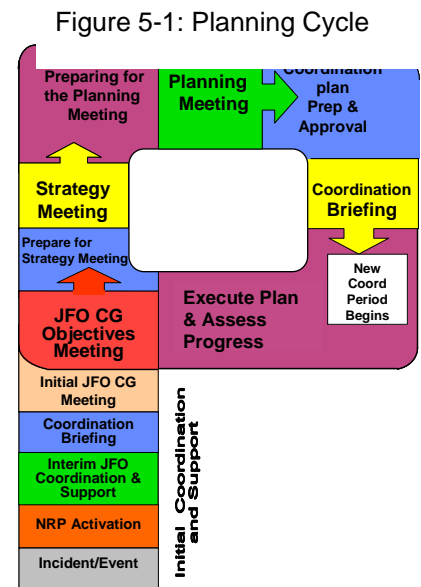 Figure 5-1: Planning Cycle
Preparing for
the Planning
Meeting
Planning
Meeting
Coordination
plan
Prep &
Approval
Strategy
Meeting
Coordination
Briefing
Prepare for
Strategy Meeting
New
Coord
Period
Begins
JFO CG
Objectives
Meeting
Execute Plan
& Assess
Progress
Initial JFO CG
Meeting
Coordination
Briefing
Interim JFO
Coordination &
Support
NRP Activation
Incident/Event
Initial Coordination
and Support